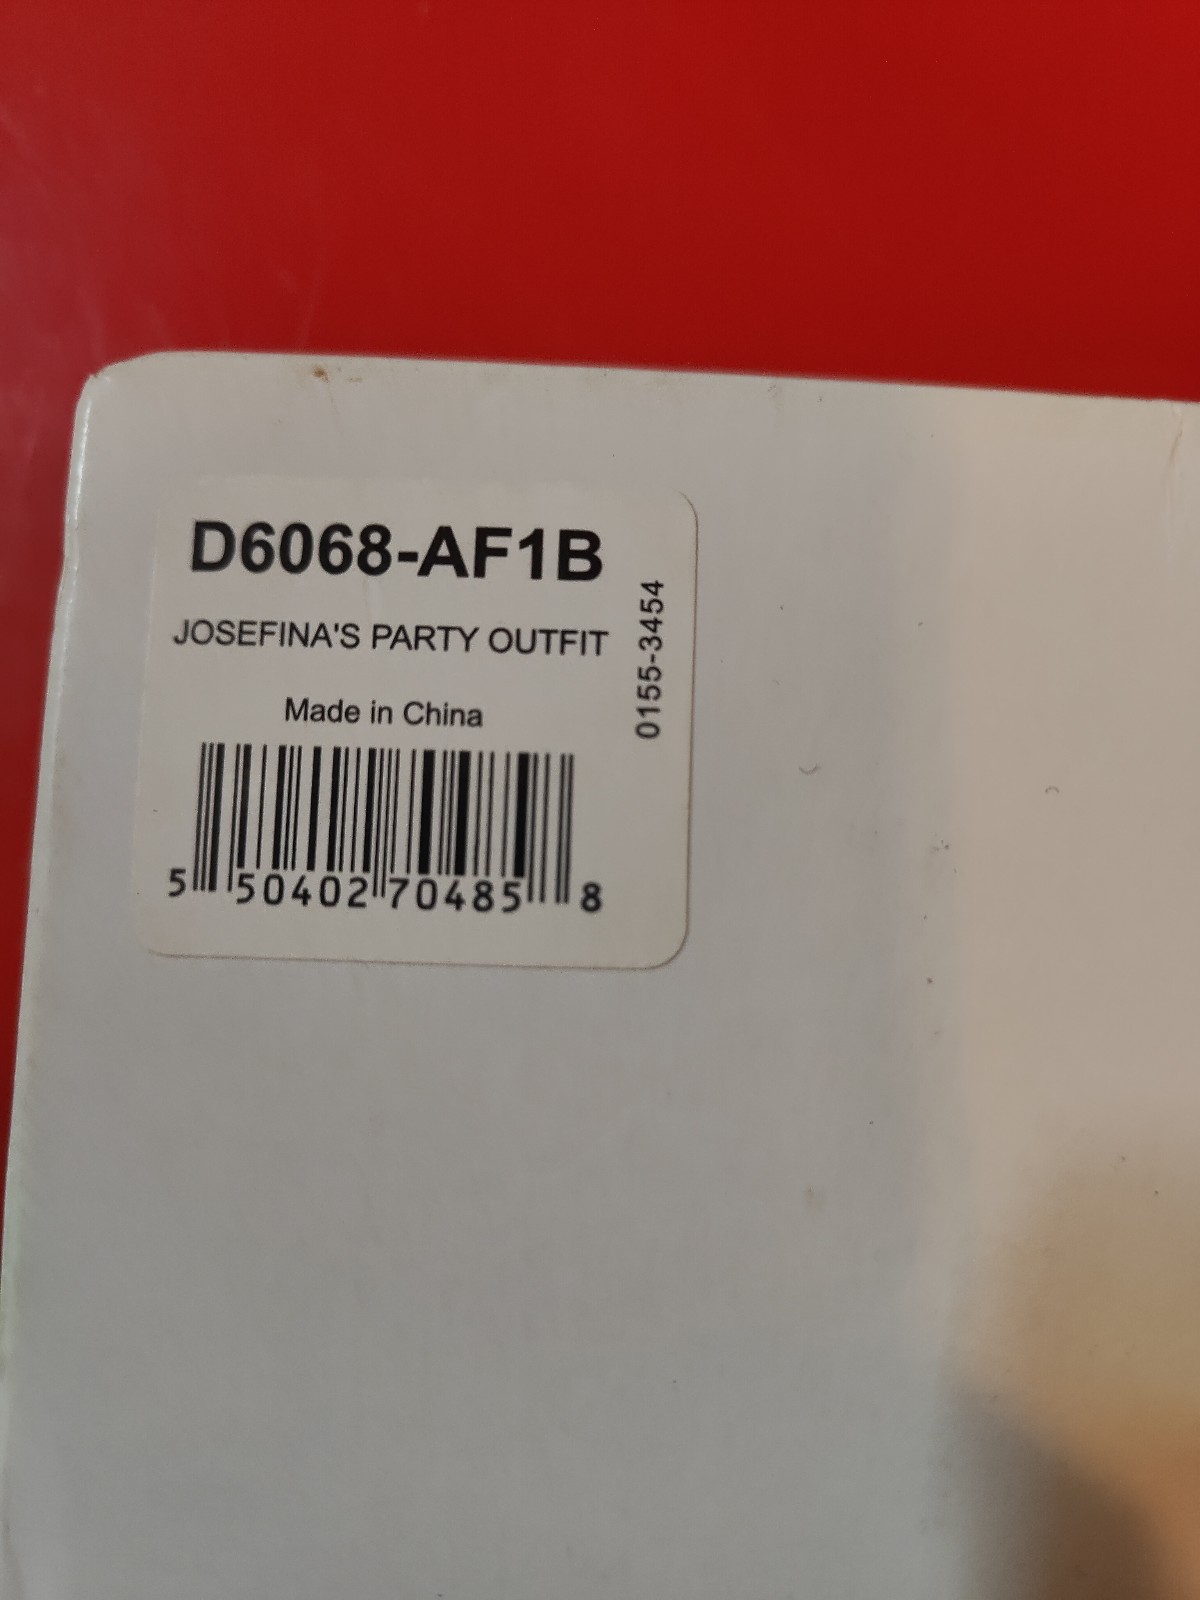 D6068-AF1B
JOSEFINA'S PARTY OUTFIT
0155-3454
Made in China
5 50402 70485 8